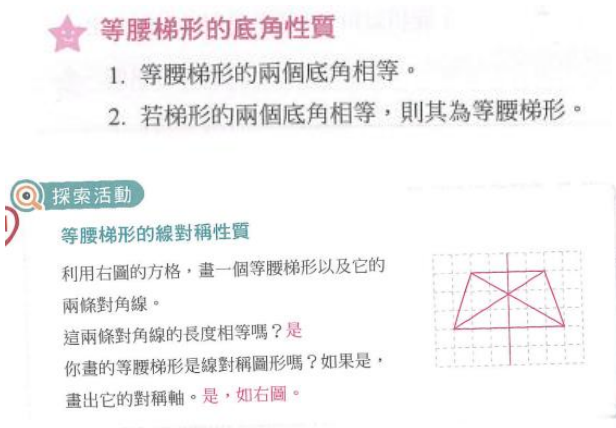 等腰梯形的底角性質
1. 等腰梯形的兩個底角相等。
2. 若梯形的兩個底角相等，則其為等腰梯形。
探索活動
等腰梯形的線對稱性質
利用右圖的方格，畫一個等腰梯形以及它的
兩條對角線。
這兩條對角線的長度相等嗎？是
你畫的等腰梯形是線對稱圖形嗎？如果是，
畫出它的對稱軸。是，如右圖。